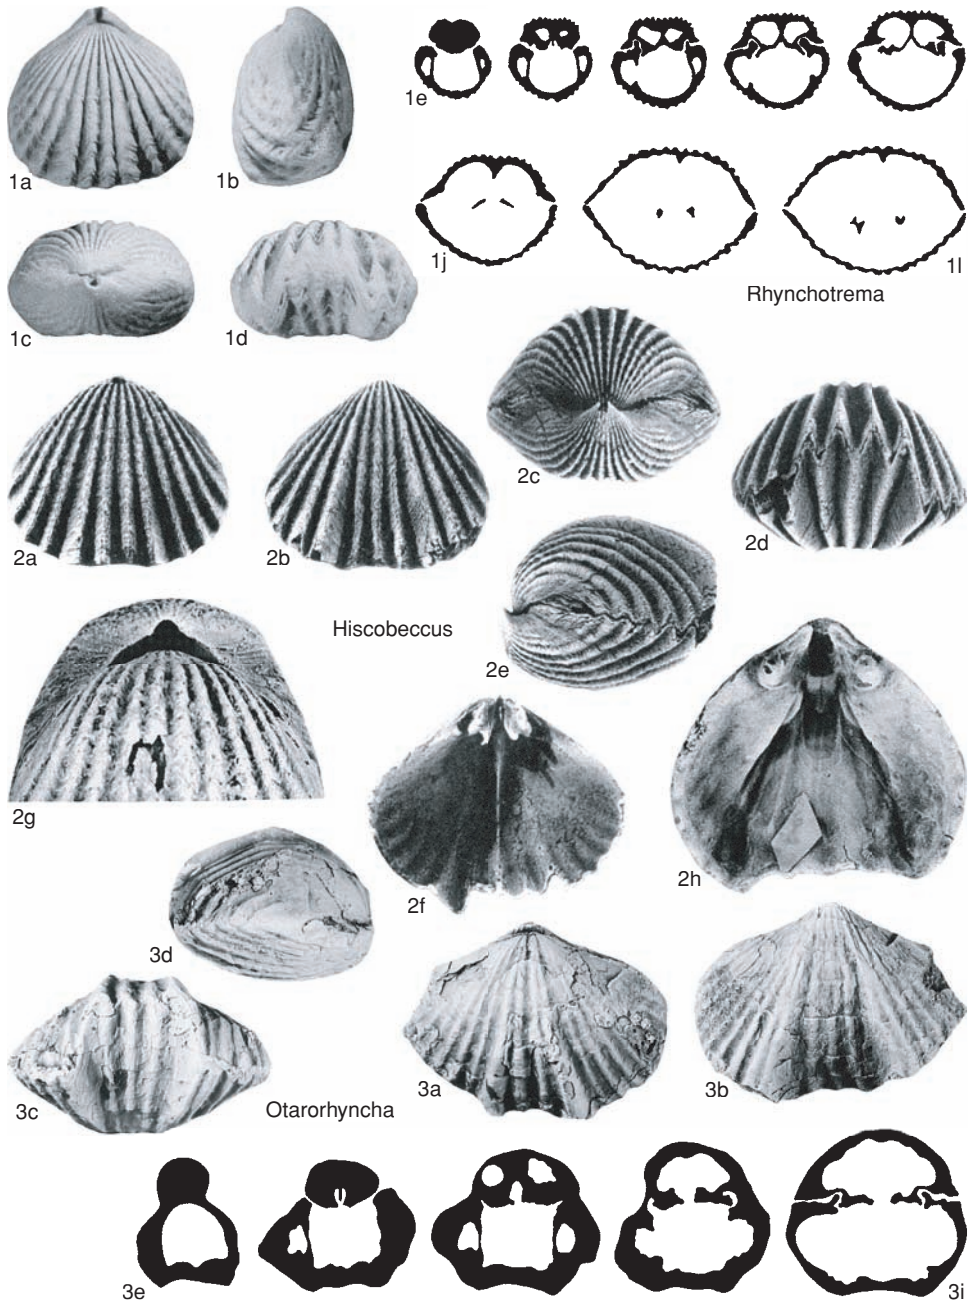 1a
1b
1e
1c
1d
1j
1l
Rhynchotrema
2a
2b
2c
2d
2e
Hiscobeccus
2g
2f
2h
3d
3c
Otarorhyncha
3a
3b
3e
3i